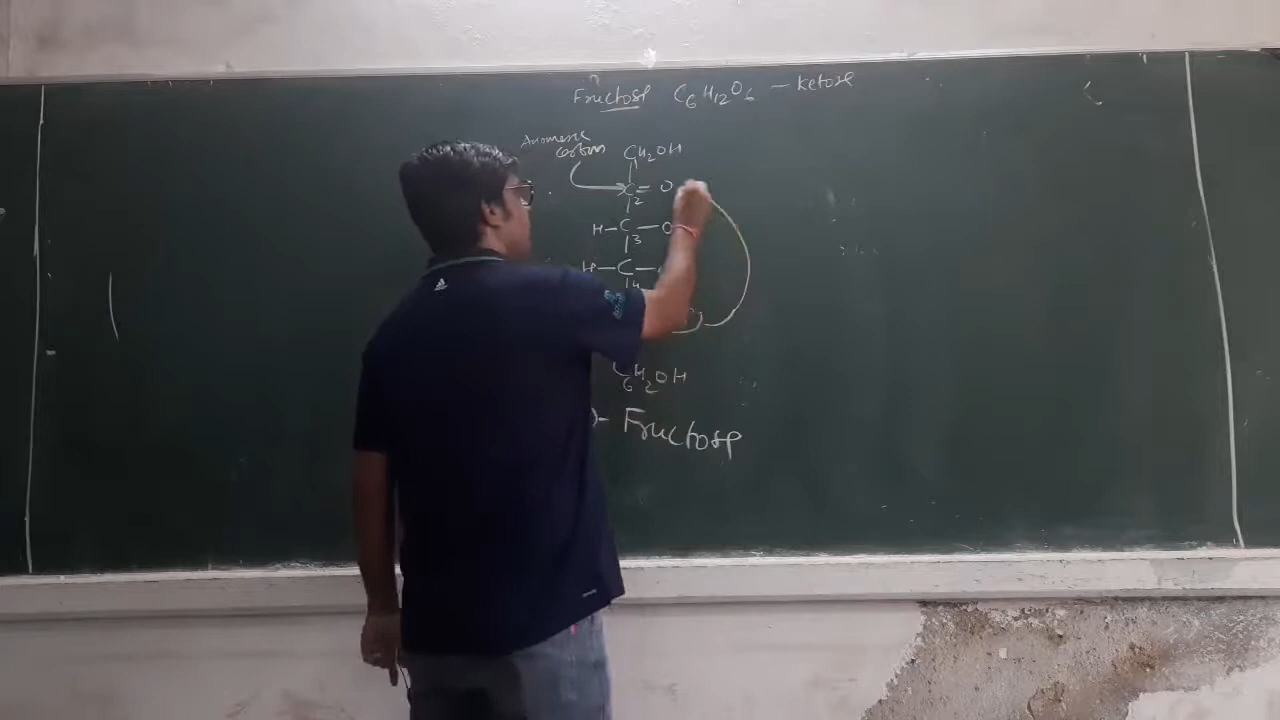 Fructose C6H12O6 - ketose
Anomeric
carbon
CH2OH
C = O
2
H - C - O
3
H - C -
4
CH2OH
6
- Fructose